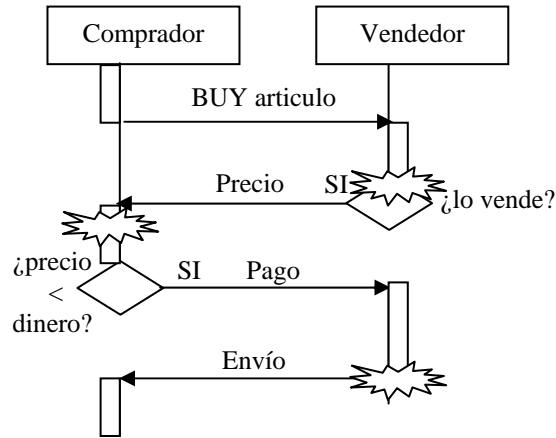 Comprador
Vendedor
BUY articulo
Precio
SI
¿lo vende?
¿precio
<
dinero?
SI
Pago
Envío